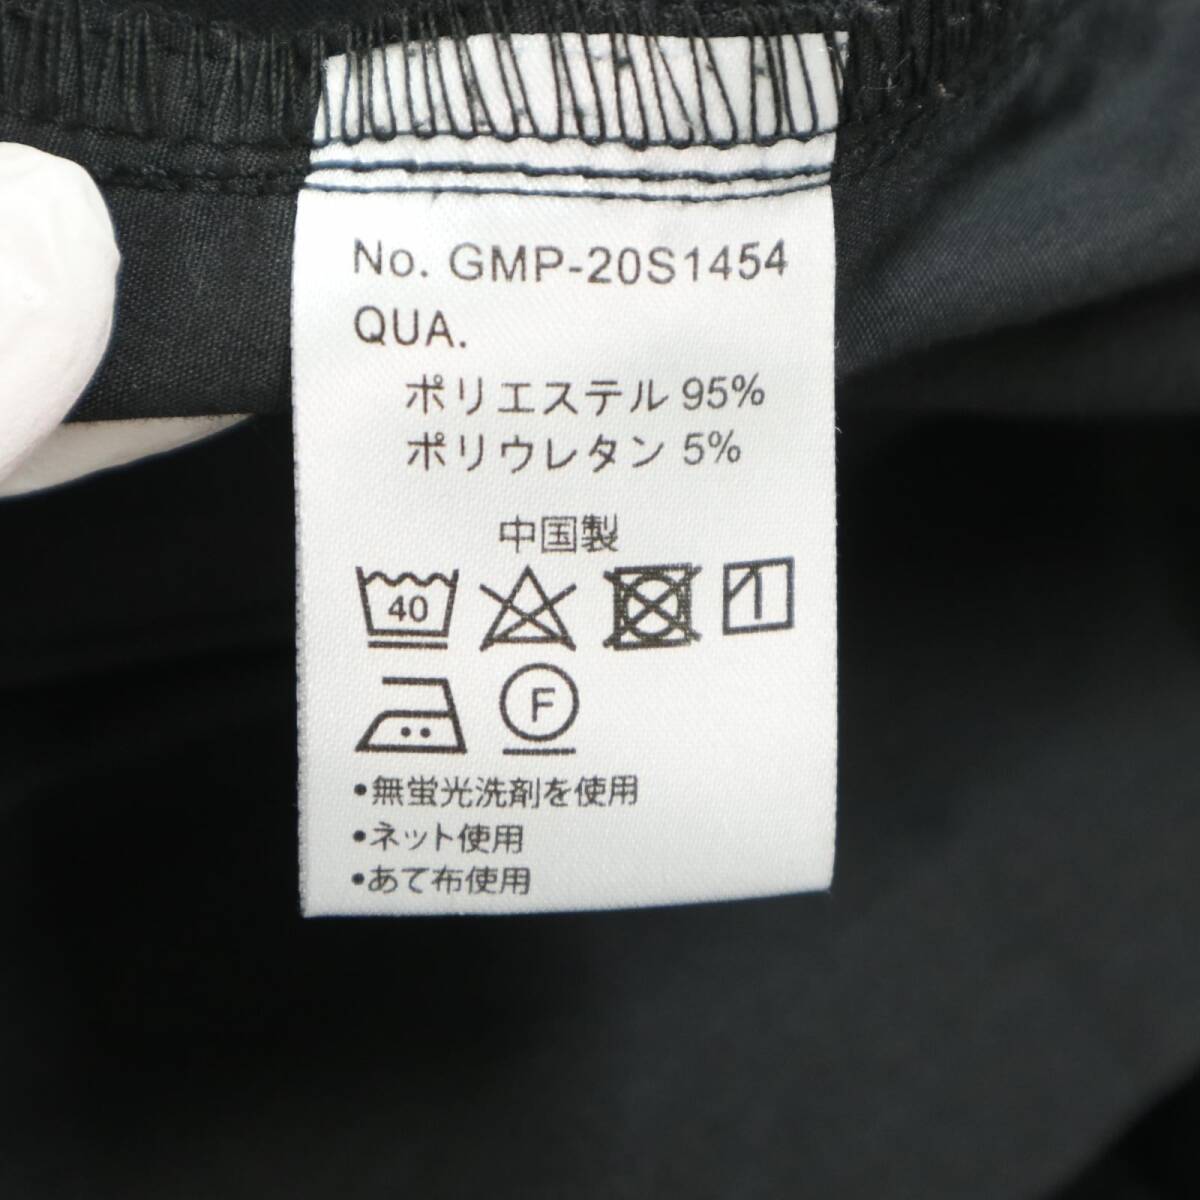 No. GMP-20S1454
QUA.
ポリエステル 95%
ポリウレタン 5%
中国製
40
F
•無蛍光洗剤を使用
•ネット使用
•あて布使用